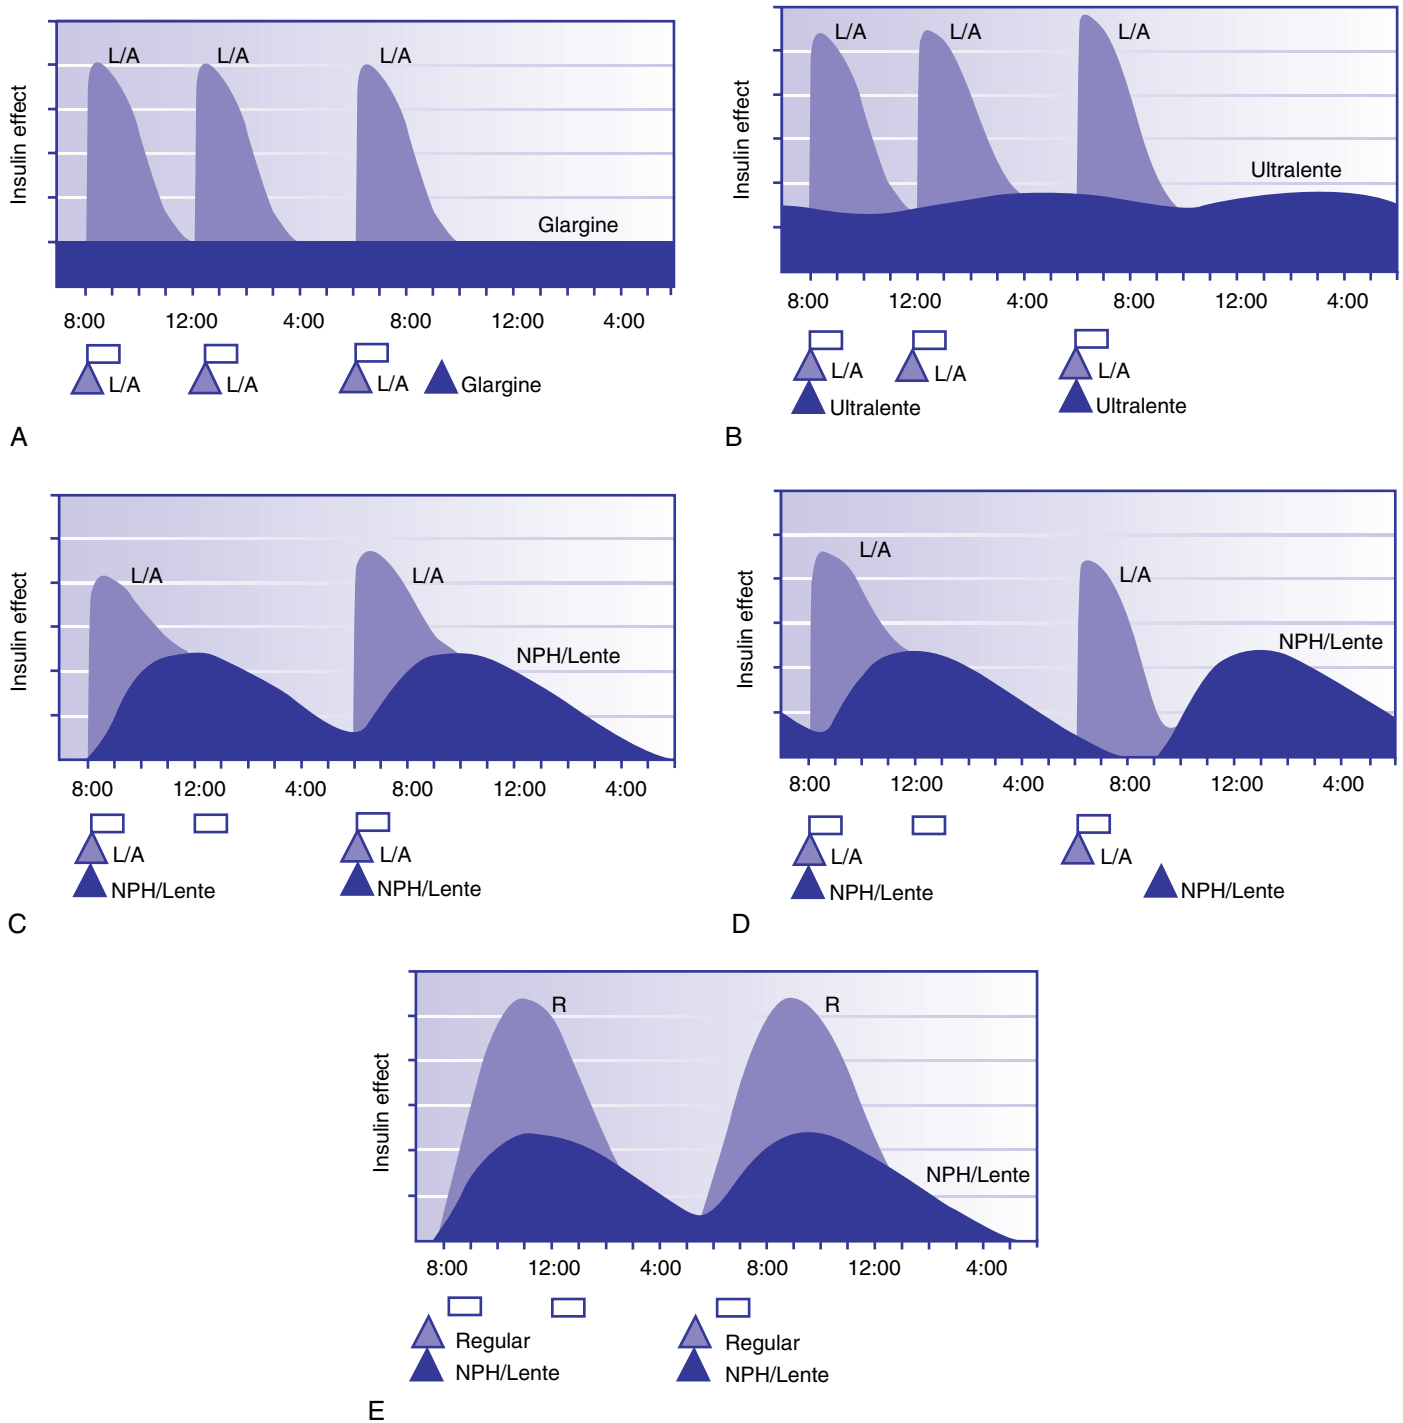 L/A L/A L/A
Insulin effect
Glargine
8:00 12:00 4:00 8:00 12:00 4:00
L/A L/A L/A Glargine
A
L/A L/A L/A
Insulin effect
Ultralente
8:00 12:00 4:00 8:00 12:00 4:00
L/A L/A L/A
Ultralente Ultralente
B
L/A L/A
Insulin effect
NPH/Lente
8:00 12:00 4:00 8:00 12:00 4:00
L/A L/A
NPH/Lente NPH/Lente
C
L/A
L/A
Insulin effect
NPH/Lente
8:00 12:00 4:00 8:00 12:00 4:00
L/A L/A
NPH/Lente NPH/Lente
D
R R
Insulin effect
NPH/Lente
8:00 12:00 4:00 8:00 12:00 4:00
Regular Regular
NPH/Lente NPH/Lente
E